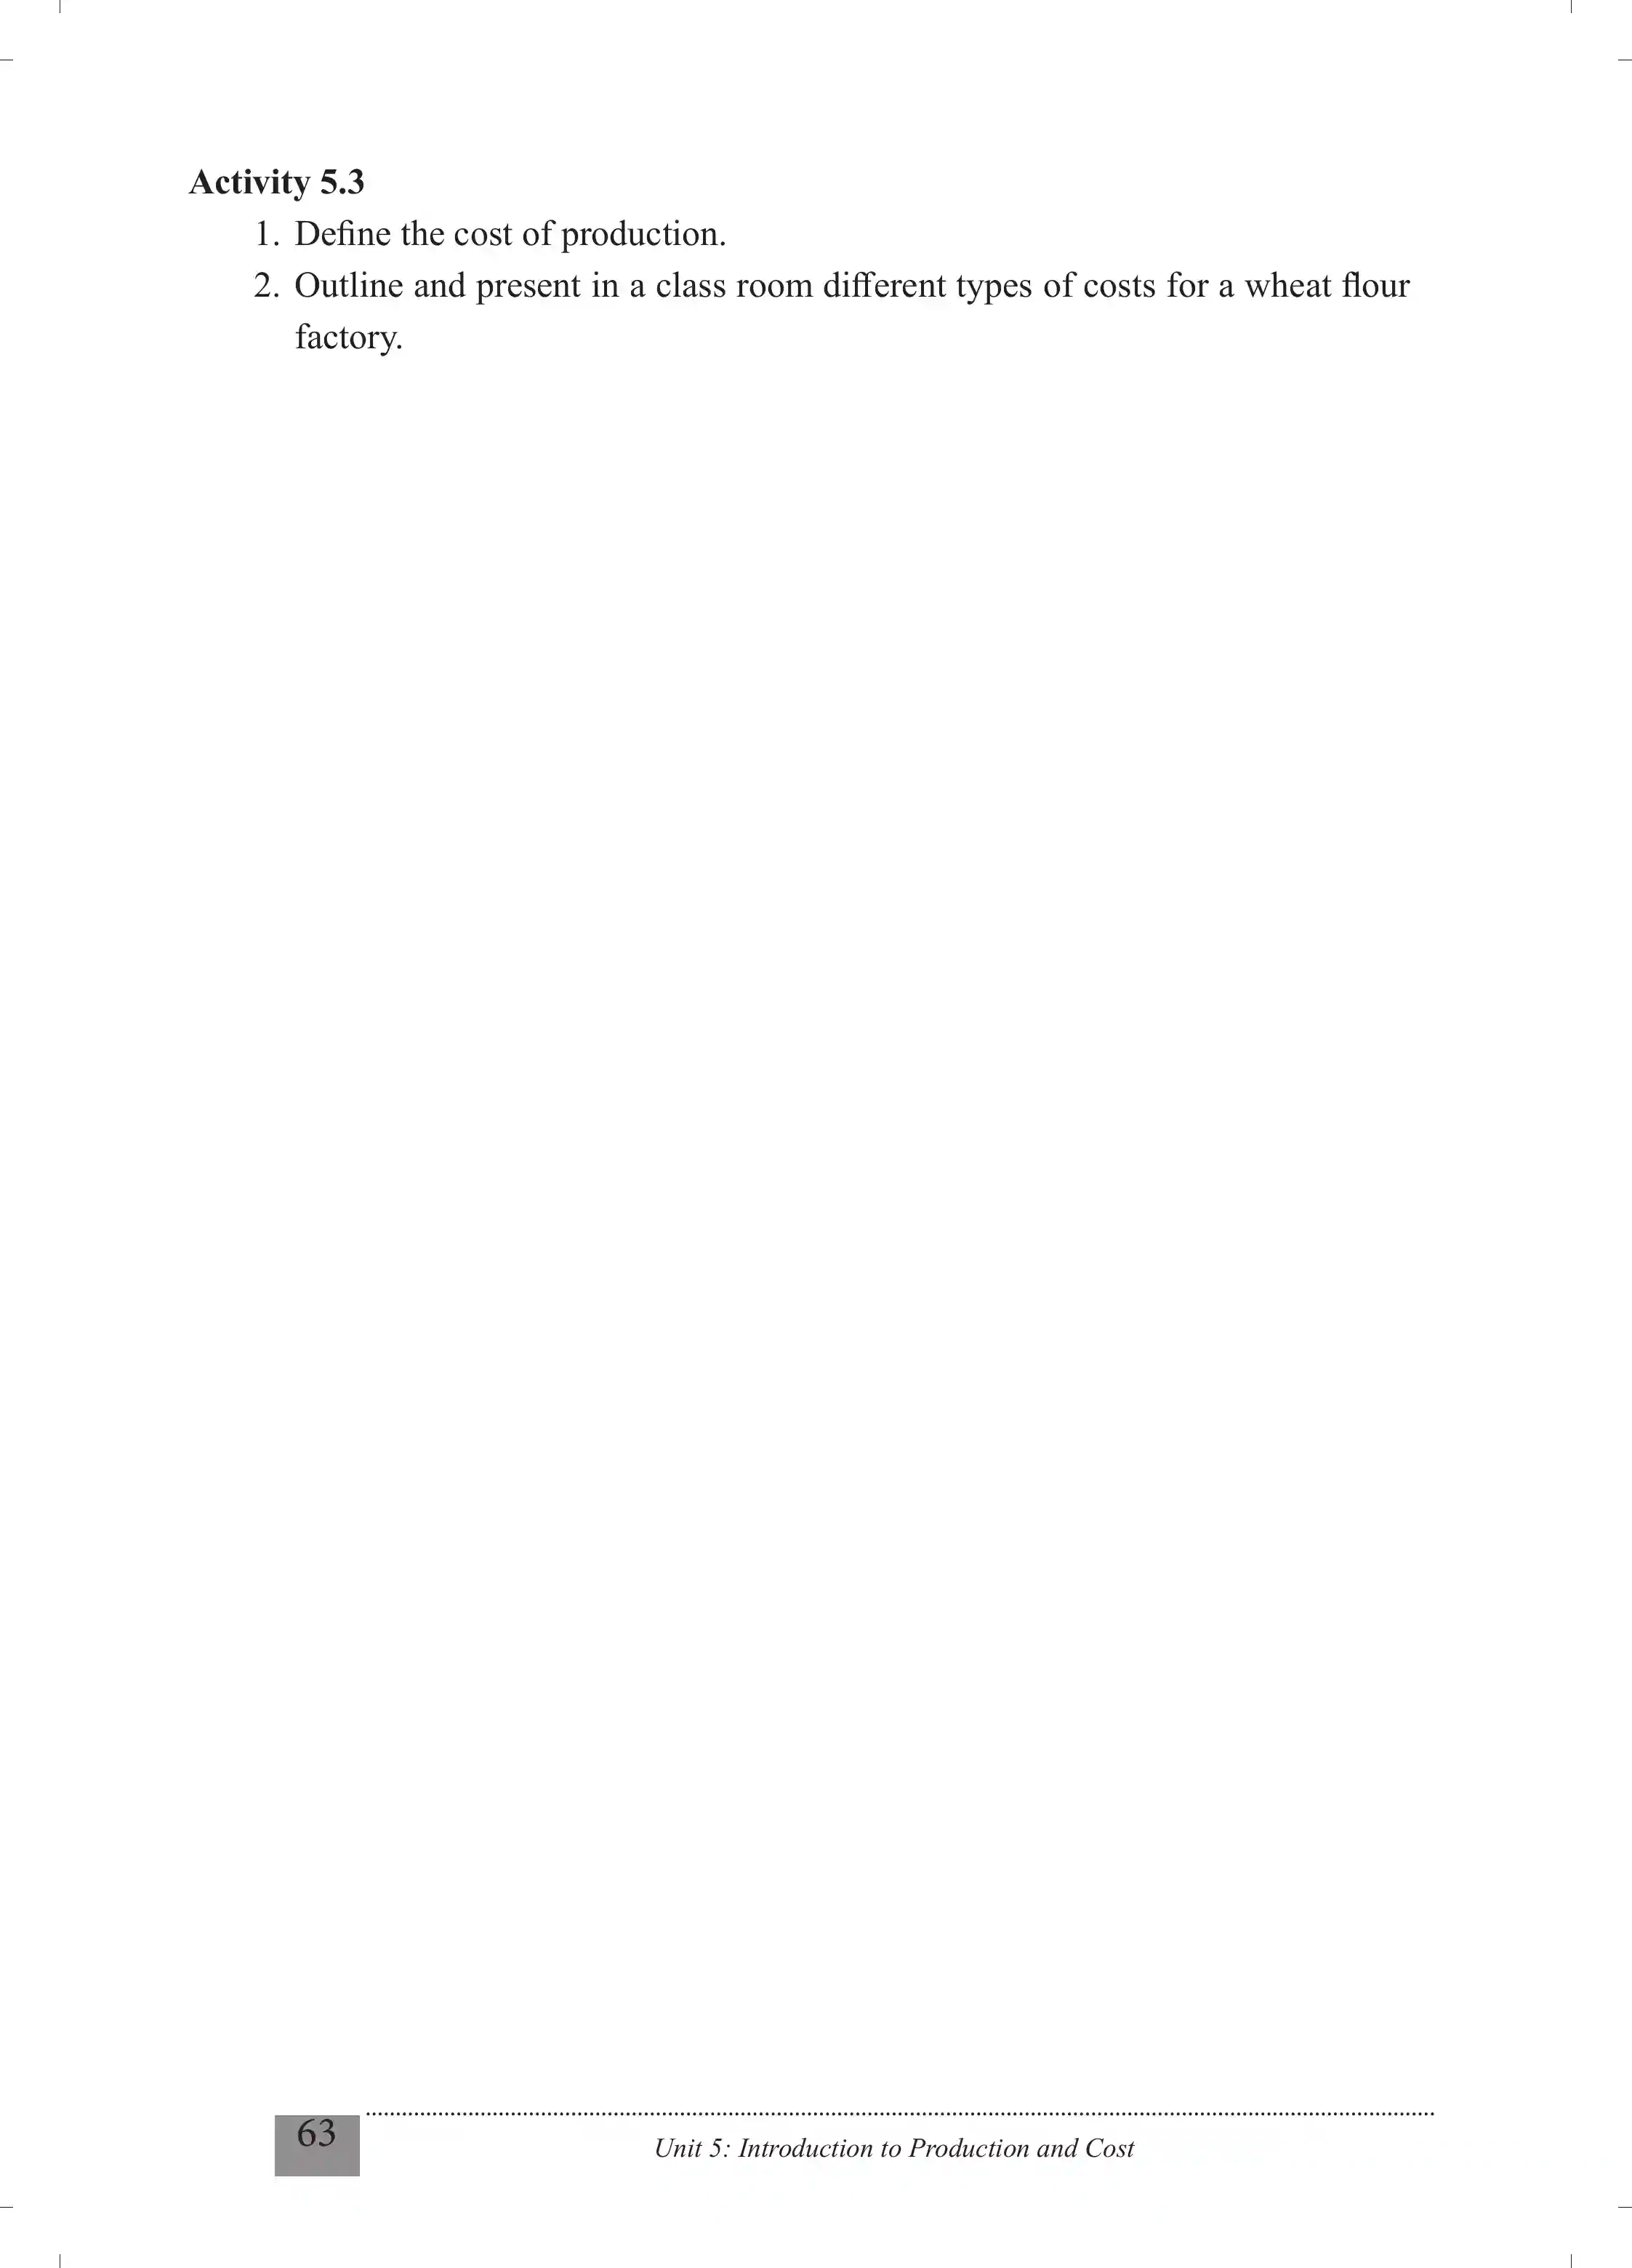 Activity 5.3
1. Define the cost of production.
2. Outline and present in a class room different types of costs for a wheat flour
factory.
63
Unit 5: Introduction to Production and Cost